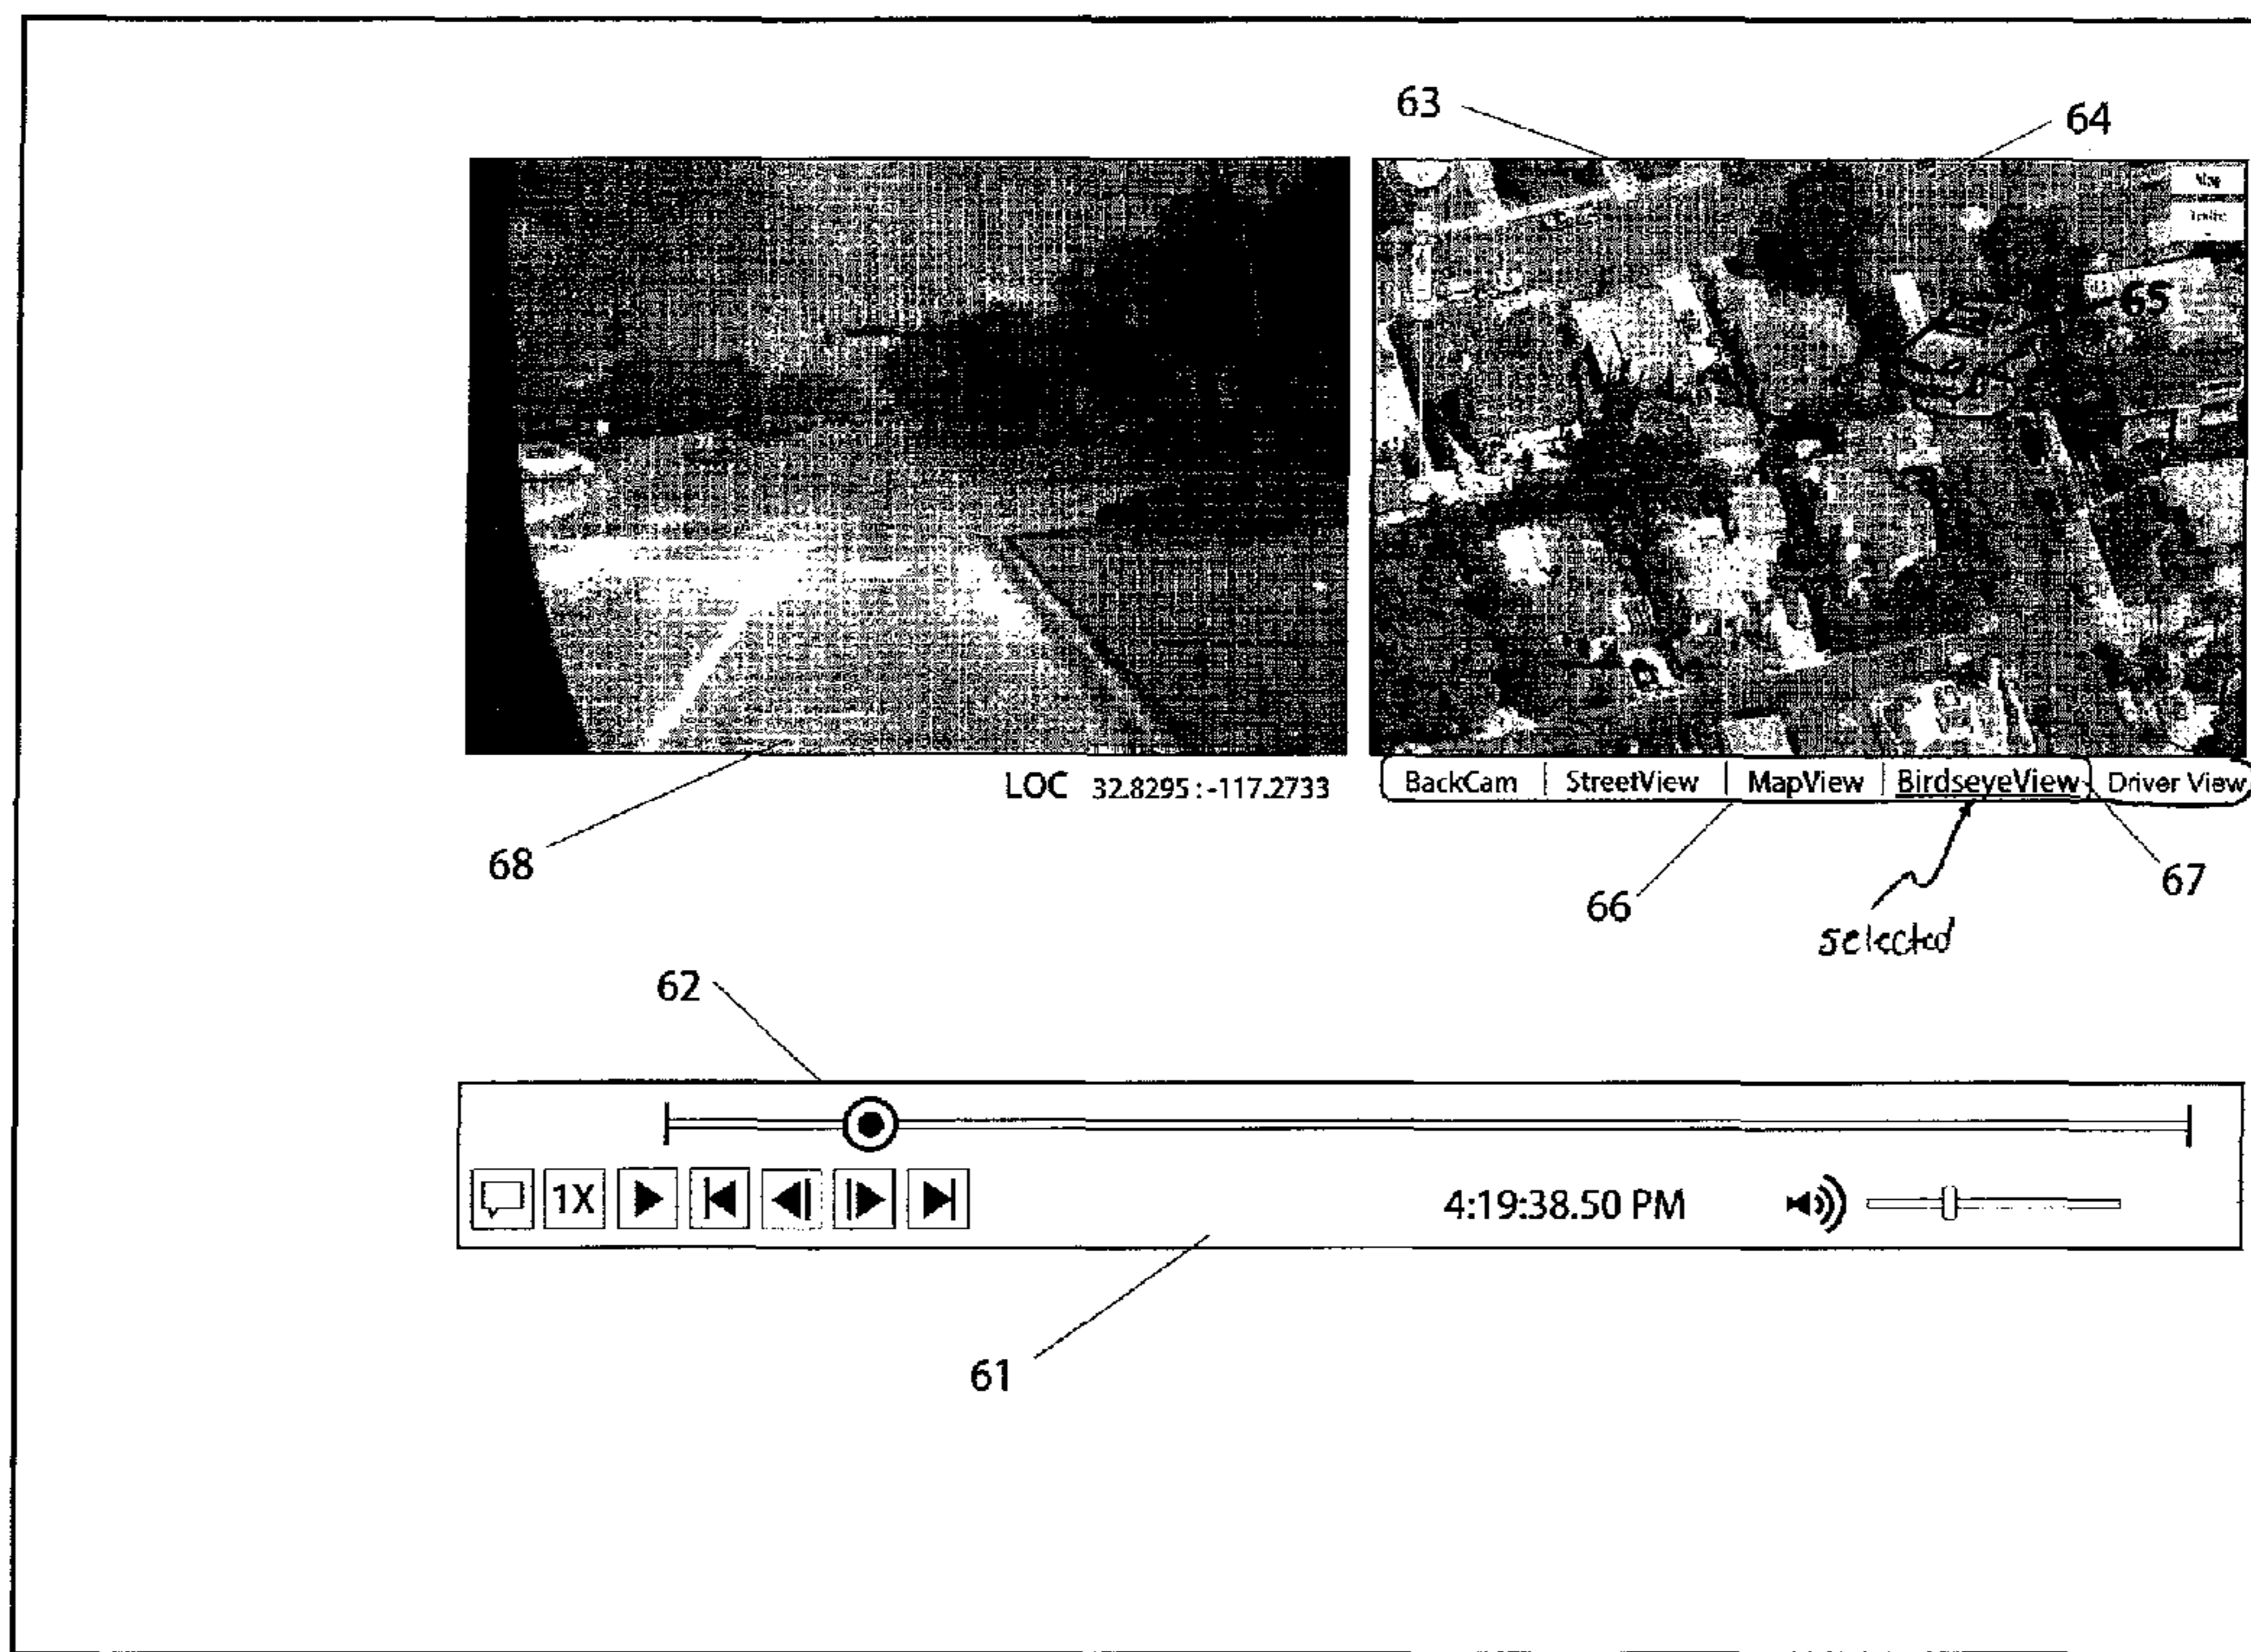 63
64
Map
65
LOC 32.8295 : -117.2733
BackCam | StreetView | MapView | BirdseyeView Driver View
68
66
67
selected
62
1X
4:19:38.50 PM
61